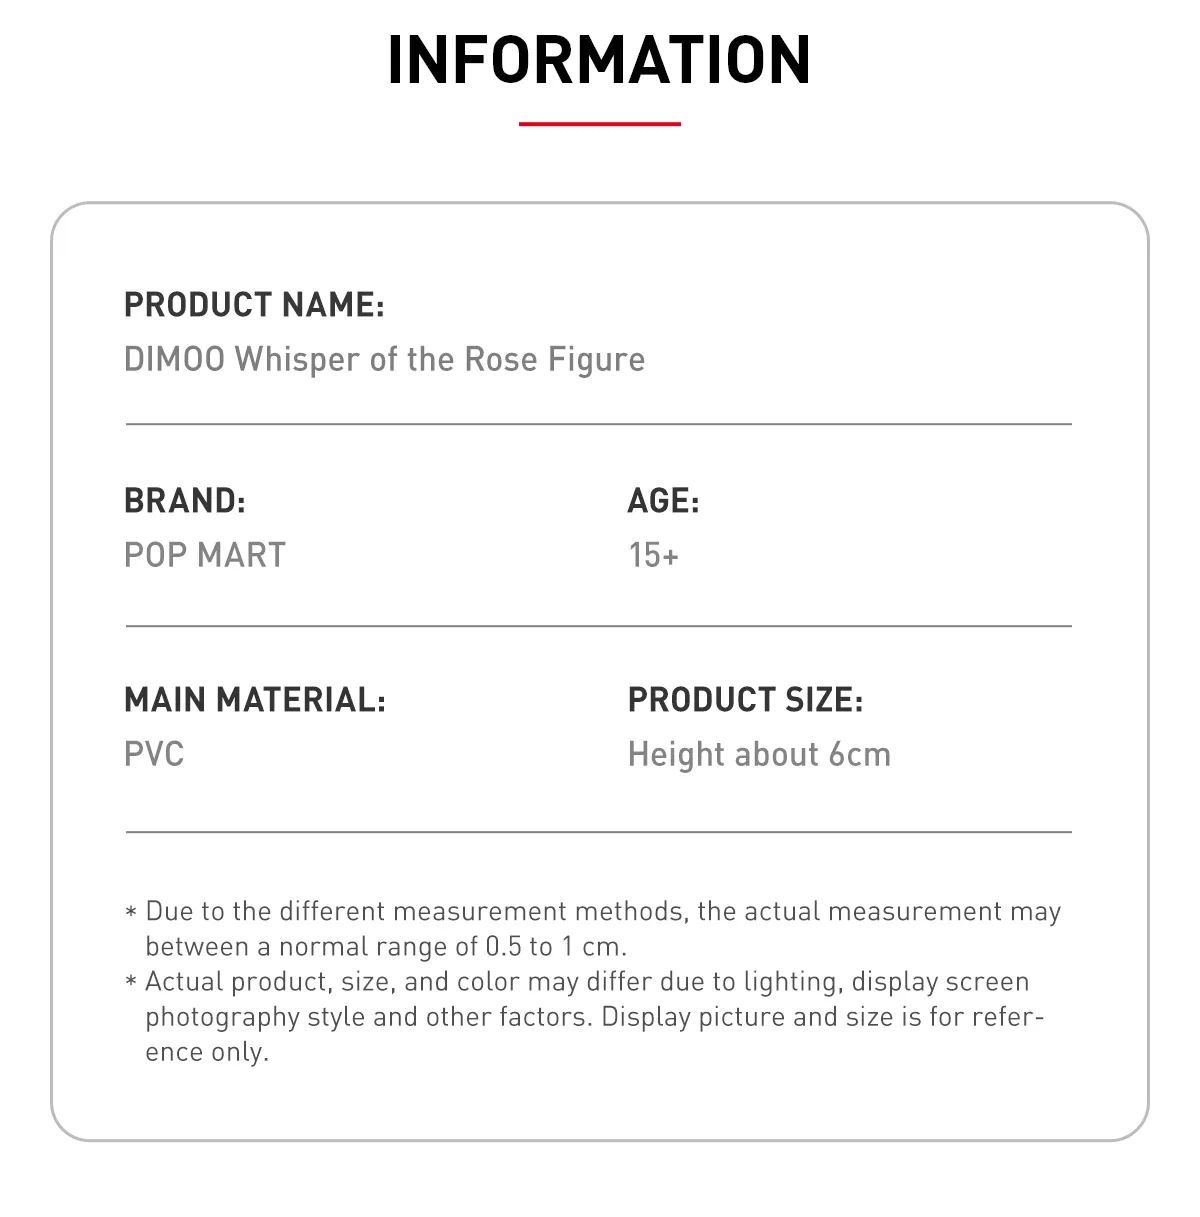 INFORMATION
PRODUCT NAME:
DIMOO Whisper of the Rose Figure
BRAND:
POP MART
AGE:
15+
MAIN MATERIAL:
PVC
PRODUCT SIZE:
Height about 6cm
* Due to the different measurement methods, the actual measurement may
between a normal range of 0.5 to 1 cm.
* Actual product, size, and color may differ due to lighting, display screen
photography style and other factors. Display picture and size is for refer-
ence only.